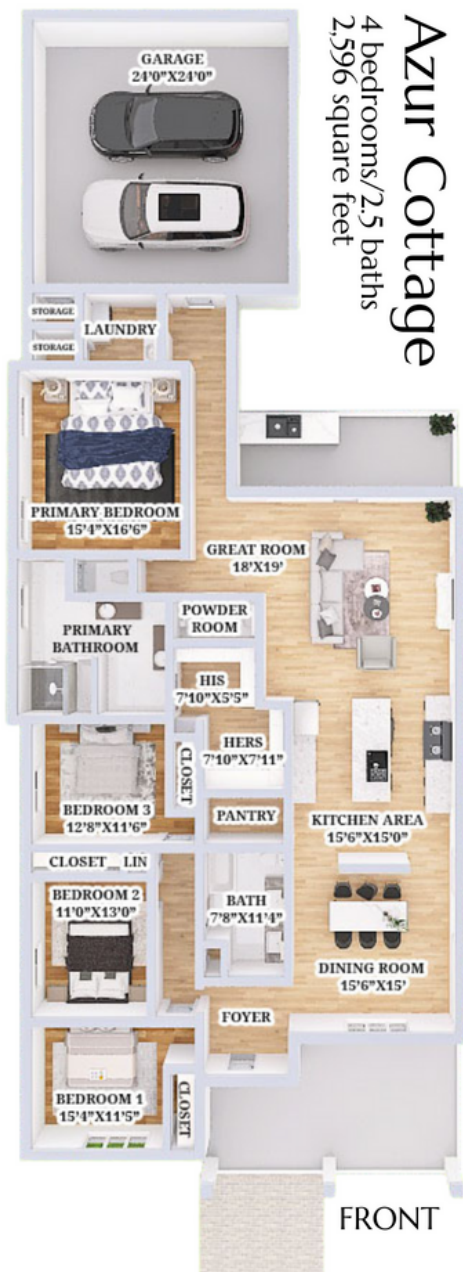 Azur Cottage
4 bedrooms/2.5 baths
2,596 square feet
GARAGE
24'0"X24'0"
STORAGE
STORAGE
LAUNDRY
PRIMARY BEDROOM
15'4"X16'6"
GREAT ROOM
18'X19'
POWDER
ROOM
PRIMARY
BATHROOM
HIS
7'10"X5'5"
HERS
7'10"X7'11"
CLOSET
BEDROOM 3
12'8"X11'6"
PANTRY
KITCHEN AREA
15'6"X15'0"
CLOSET LIN
BEDROOM 2
11'0"X13'0"
BATH
7'8"X11'4"
DINING ROOM
15'6"X15'
FOYER
BEDROOM 1
15'4"X11'5"
CLOSET
FRONT